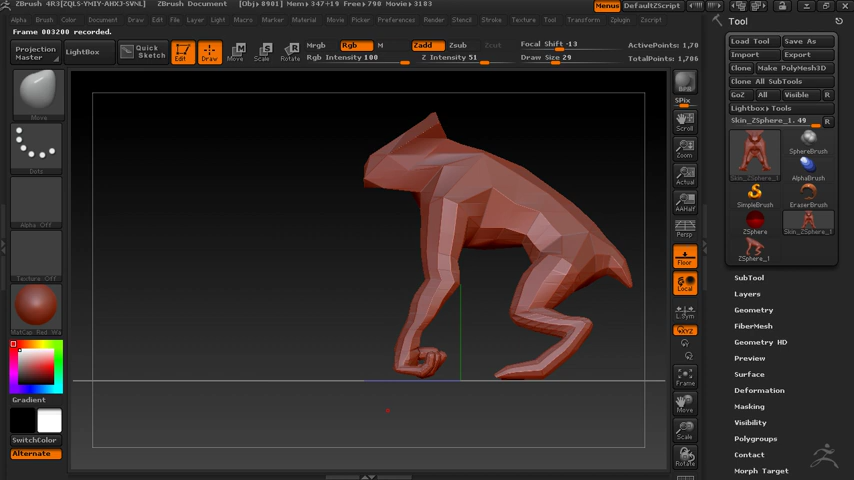 ZBrush 4R3[ZQLS-YMIY-AHXJ-SVNL] ZBrush Document [Obj+ 8901] Mem+ 347+19 Free+ 790 Movie+ 3183 Menus DefaultZScript
Alpha Brush Color Document Draw Edit File Layer Light Macro Marker Material Movie Picker Preferences Render Stencil Stroke Texture Tool Transform Zplugin Zscript
Frame 003200 recorded.
Projection Master
LightBox
Quick Sketch
Edit
Draw
Move
Scale
Rotate
Mrgb Rgb M
Rgb Intensity 100
Zadd Zsub Zcut
Z Intensity 51
Focal Shift -13
Draw Size 29
ActivePoints: 1,70
TotalPoints: 1,706
Move
Dots
Alpha Off
Texture Off
MatCap Red Wa
Gradient
SwitchColor
Alternate
BPR
SPix
Scroll
Zoom
Actual
AAHalf
Persp
Floor
Local
L.Sym
XYZ
Frame
Move
Scale
Rotate
Tool
Load Tool Save As
Import Export
Clone Make PolyMesh3D
Clone All SubTools
GoZ All Visible R
Lightbox▸Tools
Skin_ZSphere_1. 49 R
Skin_ZSphere_1
SphereBrush
AlphaBrush
SimpleBrush
EraserBrush
ZSphere
Skin_ZSphere_1
ZSphere_1
SubTool
Layers
Geometry
FiberMesh
Geometry HD
Preview
Surface
Deformation
Masking
Visibility
Polygroups
Contact
Morph Target